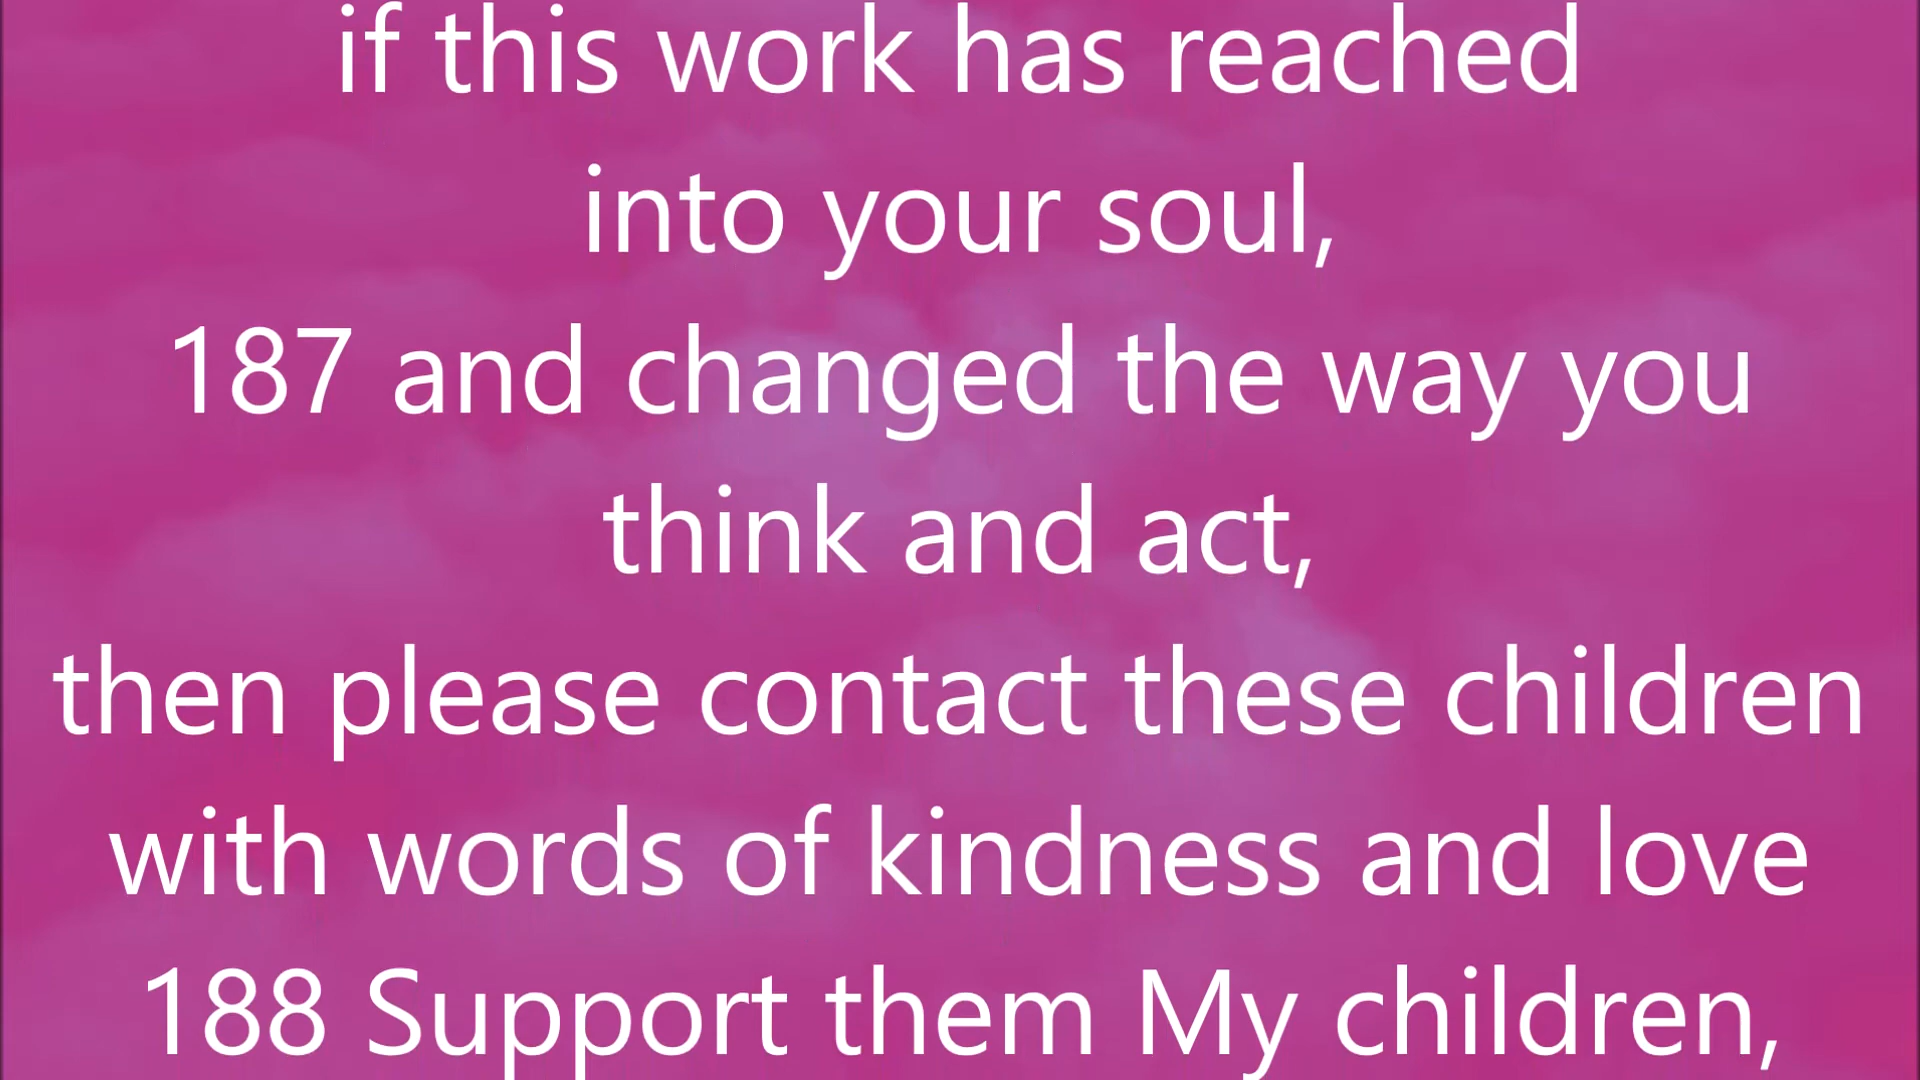 if this work has reached
into your soul,
187 and changed the way you
think and act,
then please contact these children
with words of kindness and love
188 Support them My children,